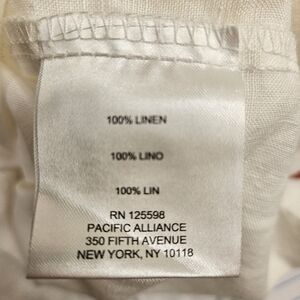 100% LINEN
100% LINO
100% LIN
RN 125598
PACIFIC ALLIANCE
350 FIFTH AVENUE
NEW YORK, NY 10118